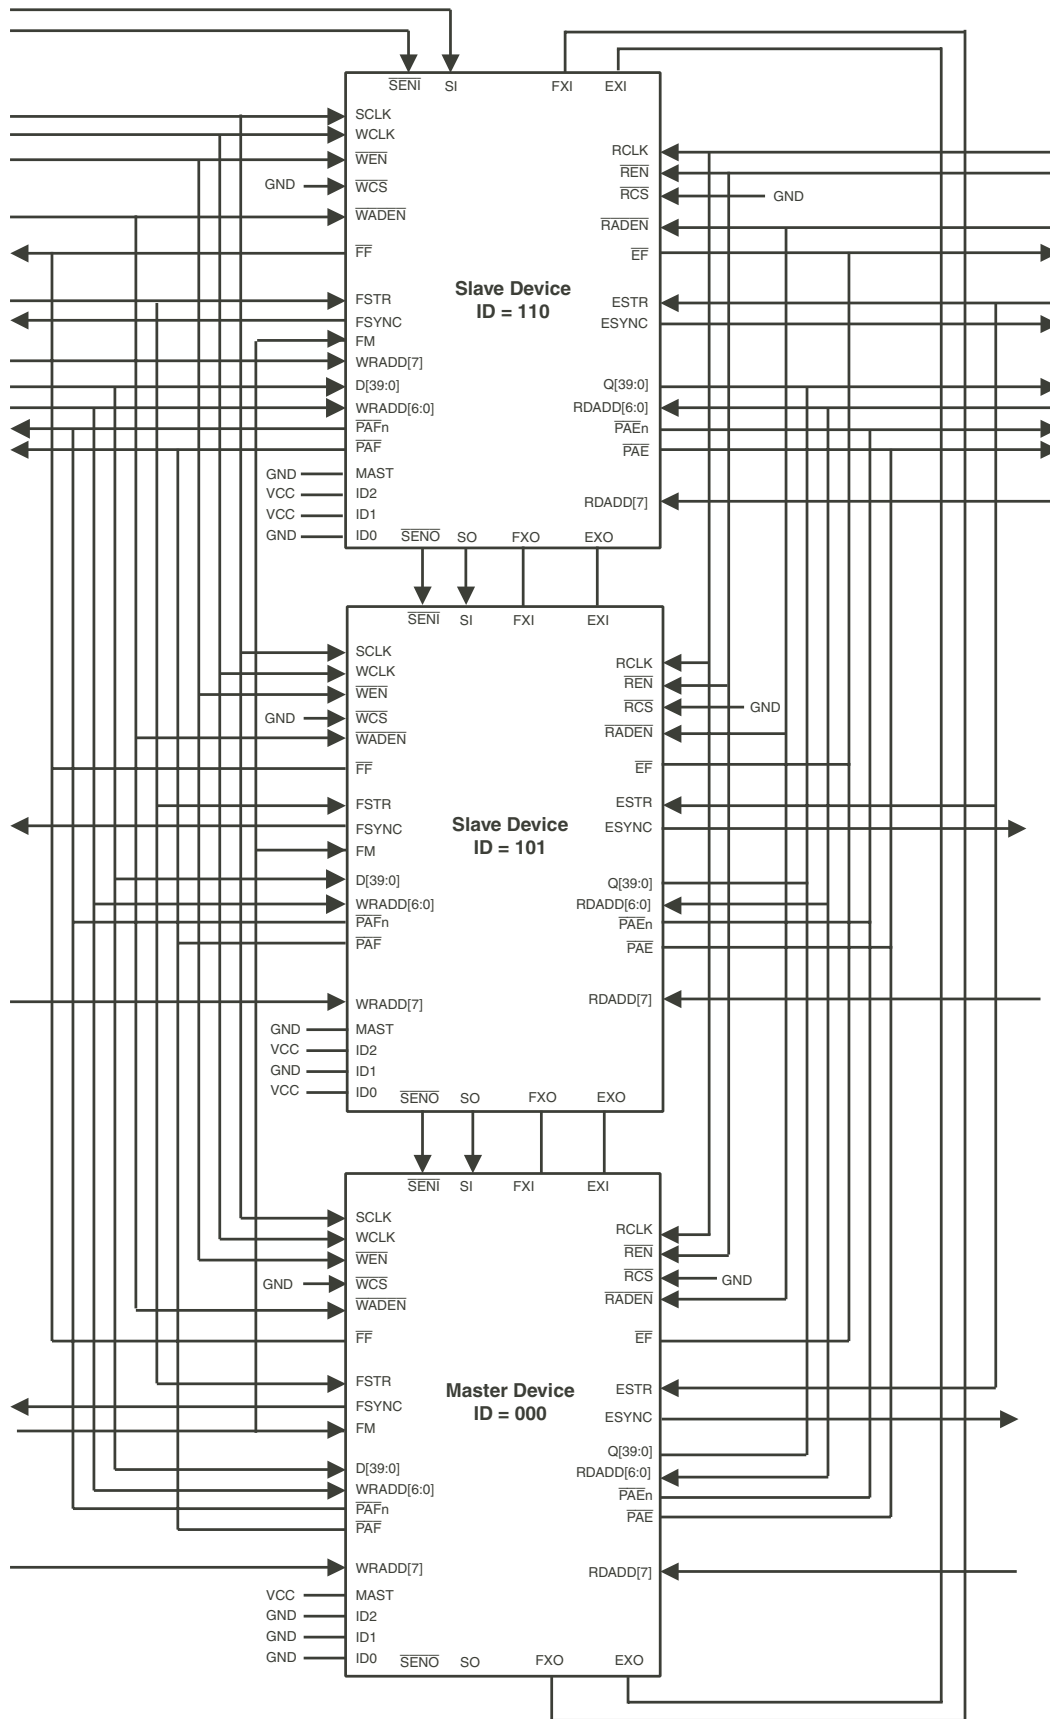 SENI SI FXI EXI
SCLK
WCLK
WEN
GND WCS
WADEN
FF
FSTR
FSYNC
FM
WRADD[7]
D[39:0]
WRADD[6:0]
PAFn
PAF
GND MAST
VCC ID2
VCC ID1
GND ID0
Slave Device
ID = 110
RCLK
REN
RCS GND
RADEN
EF
ESTR
ESYNC
Q[39:0]
RDADD[6:0]
PAEn
PAE
RDADD[7]
SENO SO FXO EXO
SENI SI FXI EXI
SCLK
WCLK
WEN
GND WCS
WADEN
FF
FSTR
FSYNC
FM
D[39:0]
WRADD[6:0]
PAFn
PAF
WRADD[7]
GND MAST
VCC ID2
GND ID1
VCC ID0
Slave Device
ID = 101
RCLK
REN
RCS GND
RADEN
EF
ESTR
ESYNC
Q[39:0]
RDADD[6:0]
PAEn
PAE
RDADD[7]
SENO SO FXO EXO
SENI SI FXI EXI
SCLK
WCLK
WEN
GND WCS
WADEN
FF
FSTR
FSYNC
FM
D[39:0]
WRADD[6:0]
PAFn
PAF
WRADD[7]
VCC MAST
GND ID2
GND ID1
GND ID0
Master Device
ID = 000
RCLK
REN
RCS GND
RADEN
EF
ESTR
ESYNC
Q[39:0]
RDADD[6:0]
PAEn
PAE
RDADD[7]
SENO SO FXO EXO